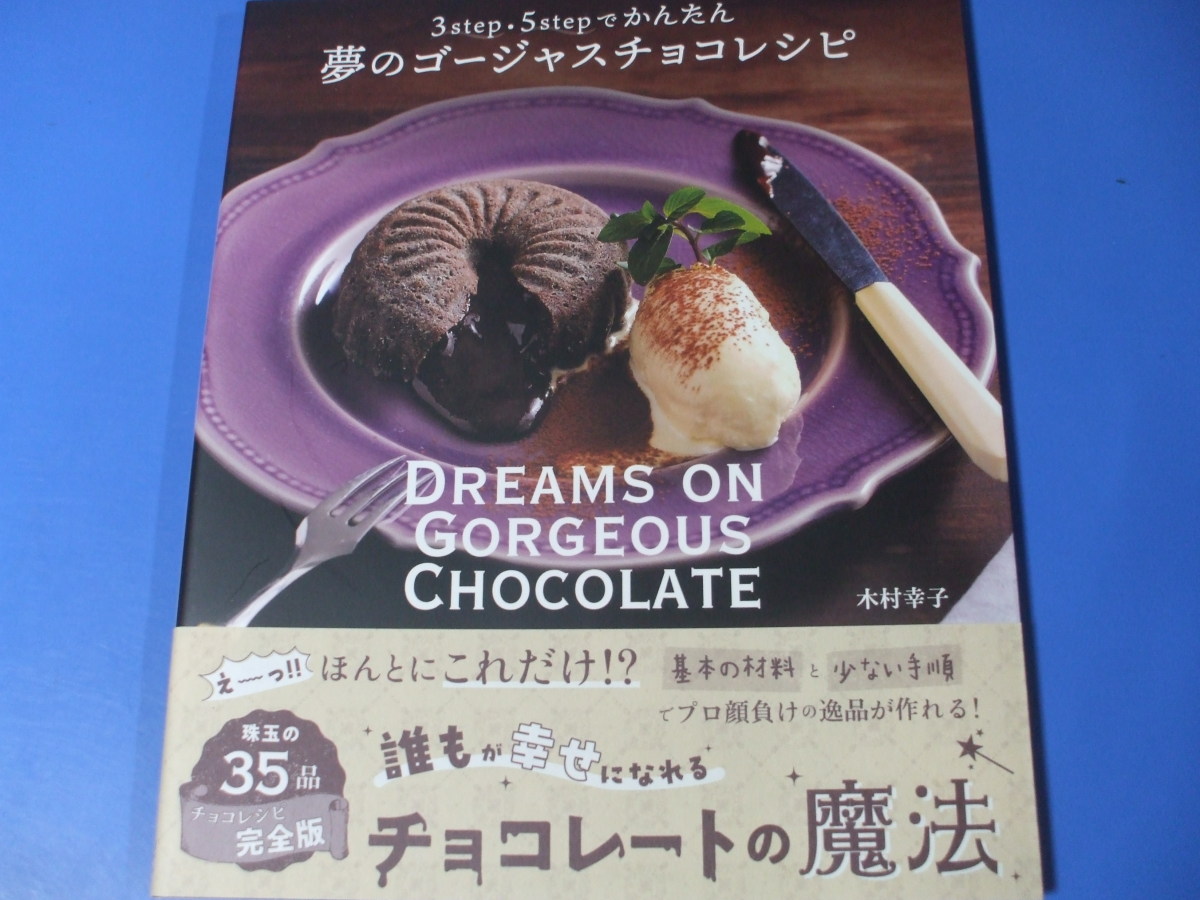 3step・5stepでかんたん
夢のゴージャスチョコレシピ
DREAMS ON
GORGEOUS
CHOCOLATE
木村幸子
え〜〜っ!!
ほんとにこれだけ!?
基本の材料と少ない手順
でプロ顔負けの逸品が作れる!
珠玉の
35品
チョコレシピ
完全版
誰もが幸せになれる
チョコレートの魔法